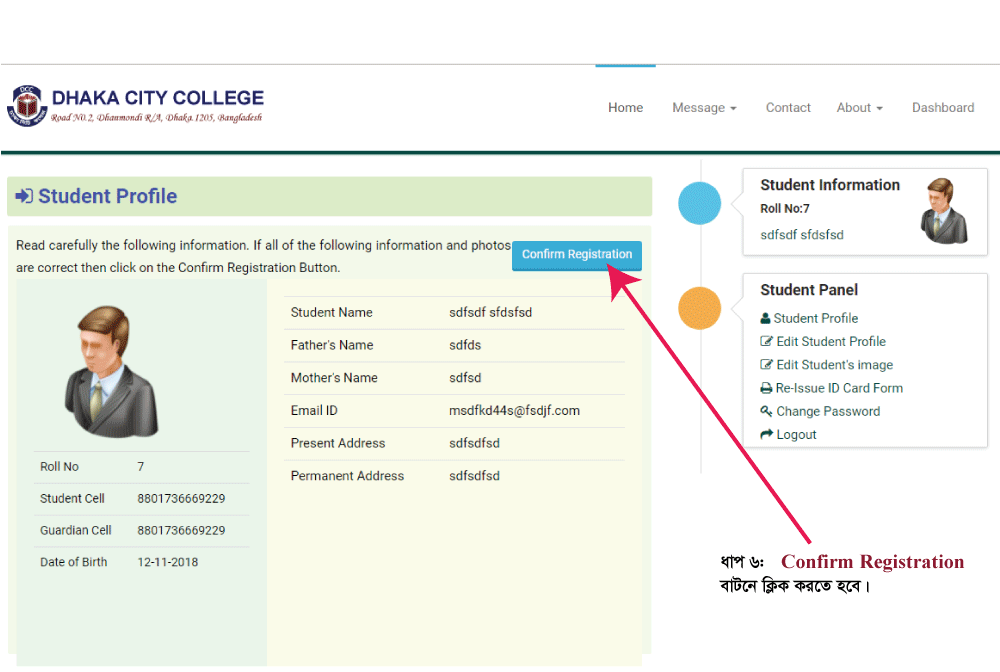 DCC
DHAKA CITY COLLEGE
Road N0.2, Dhanmondi R/A, Dhaka.1205, Bangladesh
Home Message Contact About Dashboard
Student Profile
Read carefully the following information. If all of the following information and photos
are correct then click on the Confirm Registration Button.
Confirm Registration
Student Name sdfsdf sfdsfsd
Father's Name sdfds
Mother's Name sdfsd
Email ID msdfkd44s@fsdjf.com
Present Address sdfsdfsd
Permanent Address sdfsdfsd
Roll No 7
Student Cell 8801736669229
Guardian Cell 8801736669229
Date of Birth 12-11-2018
Student Information
Roll No:7
sdfsdf sfdsfsd
Student Panel
Student Profile
Edit Student Profile
Edit Student's image
Re-Issue ID Card Form
Change Password
Logout
ধাপ ৬: Confirm Registration
বাটনে ক্লিক করতে হবে।